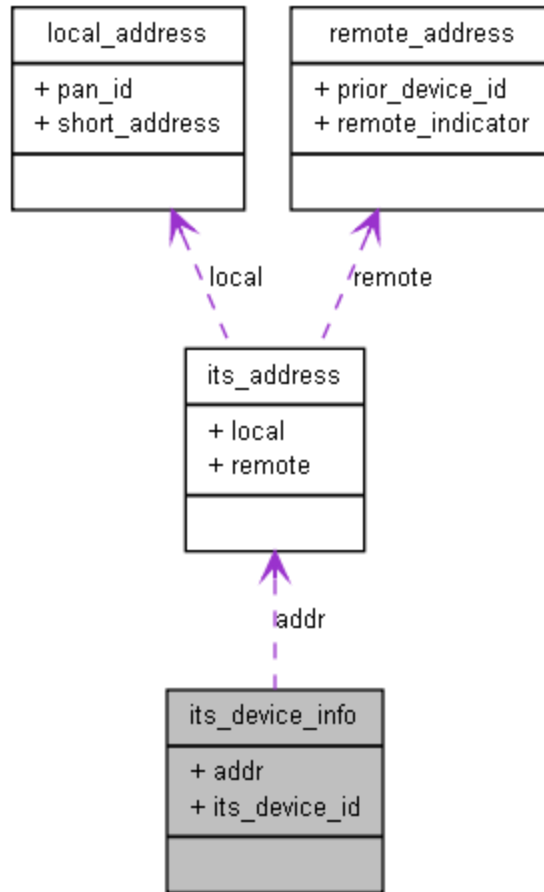 local_address
+ pan_id
+ short_address
remote_address
+ prior_device_id
+ remote_indicator
local
remote
its_address
+ local
+ remote
addr
its_device_info
+ addr
+ its_device_id